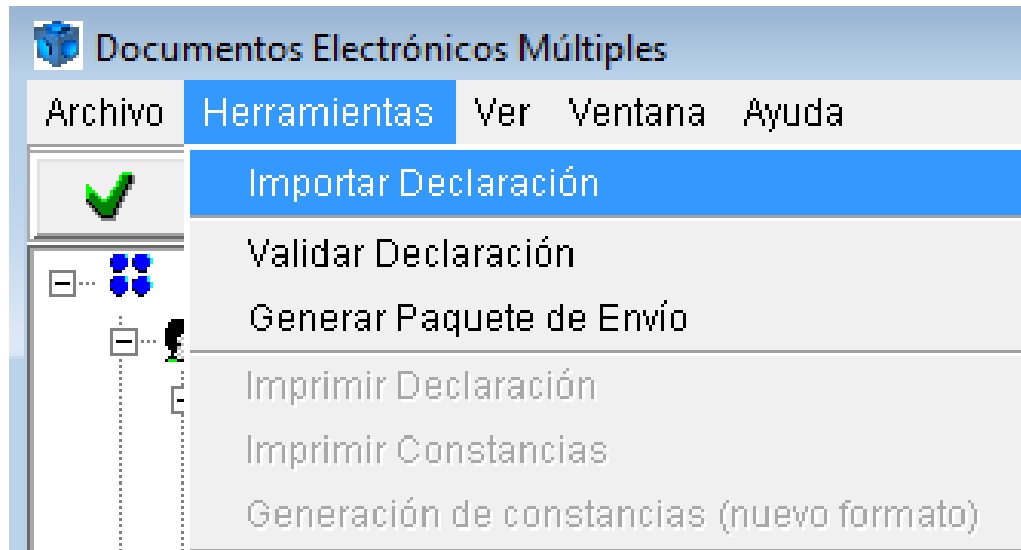 Documentos Electrónicos Múltiples
Archivo Herramientas Ver Ventana Ayuda
Importar Declaración
Validar Declaración
Generar Paquete de Envío
Imprimir Declaración
Imprimir Constancias
Generación de constancias (nuevo formato)